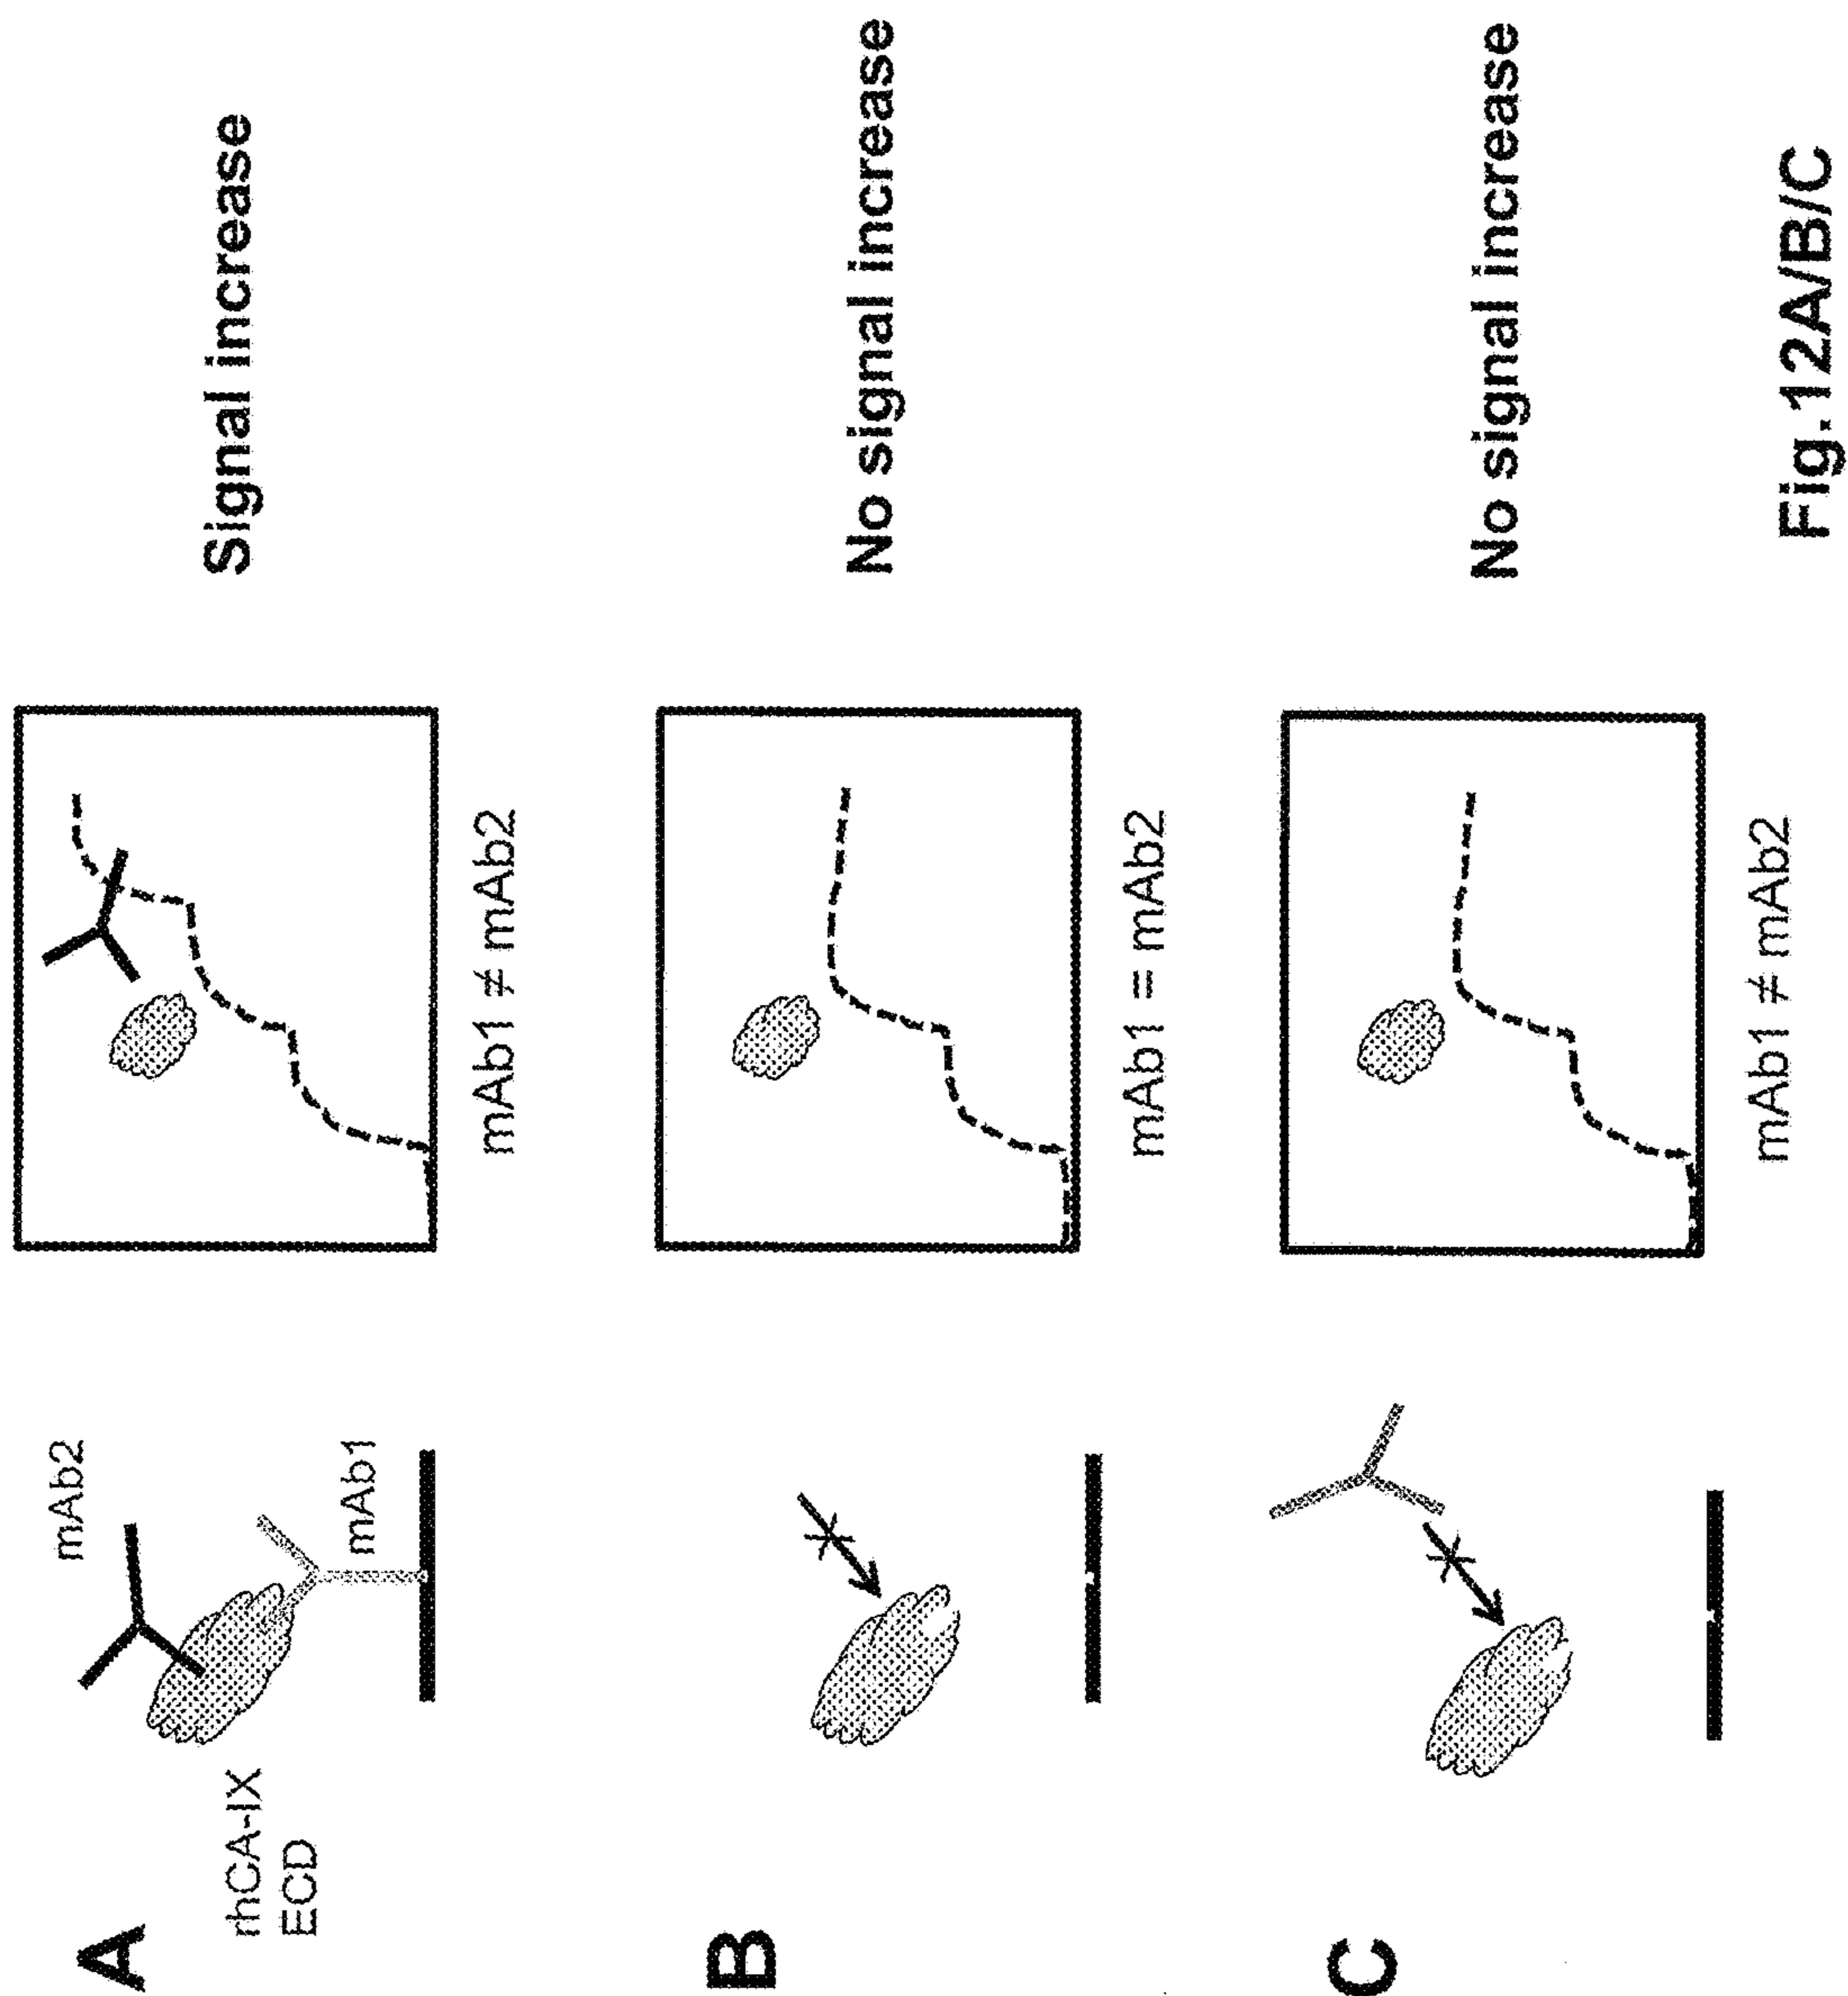 A
rhCA-IX
ECD
mAb2
mAb1
mAb1 ≠ mAb2
Signal increase
B
mAb1 = mAb2
No signal increase
C
mAb1 ≠ mAb2
No signal increase
Fig.12A/B/C